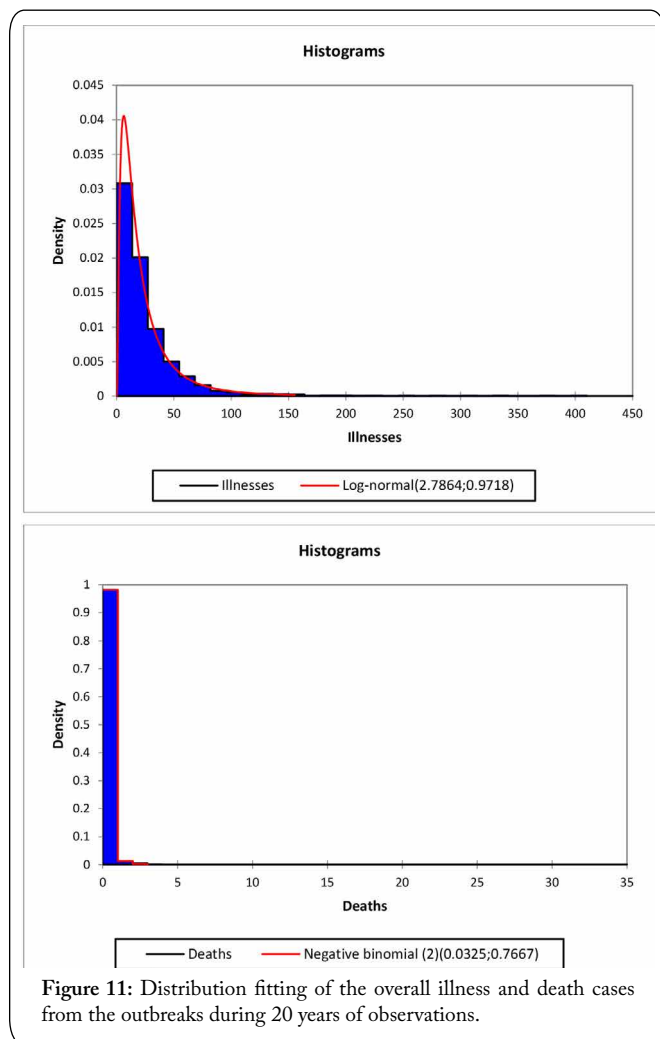 Histograms
0.045
0.04
0.035
0.03
0.025
0.02
0.015
0.01
0.005
0
Density
0 50 100 150 200 250 300 350 400 450
Illnesses
Illnesses Log-normal(2.7864;0.9718)
Histograms
1
0.9
0.8
0.7
0.6
0.5
0.4
0.3
0.2
0.1
0
Density
0 5 10 15 20 25 30 35
Deaths
Deaths Negative binomial (2)(0.0325;0.7667)
Figure 11: Distribution fitting of the overall illness and death cases
from the outbreaks during 20 years of observations.